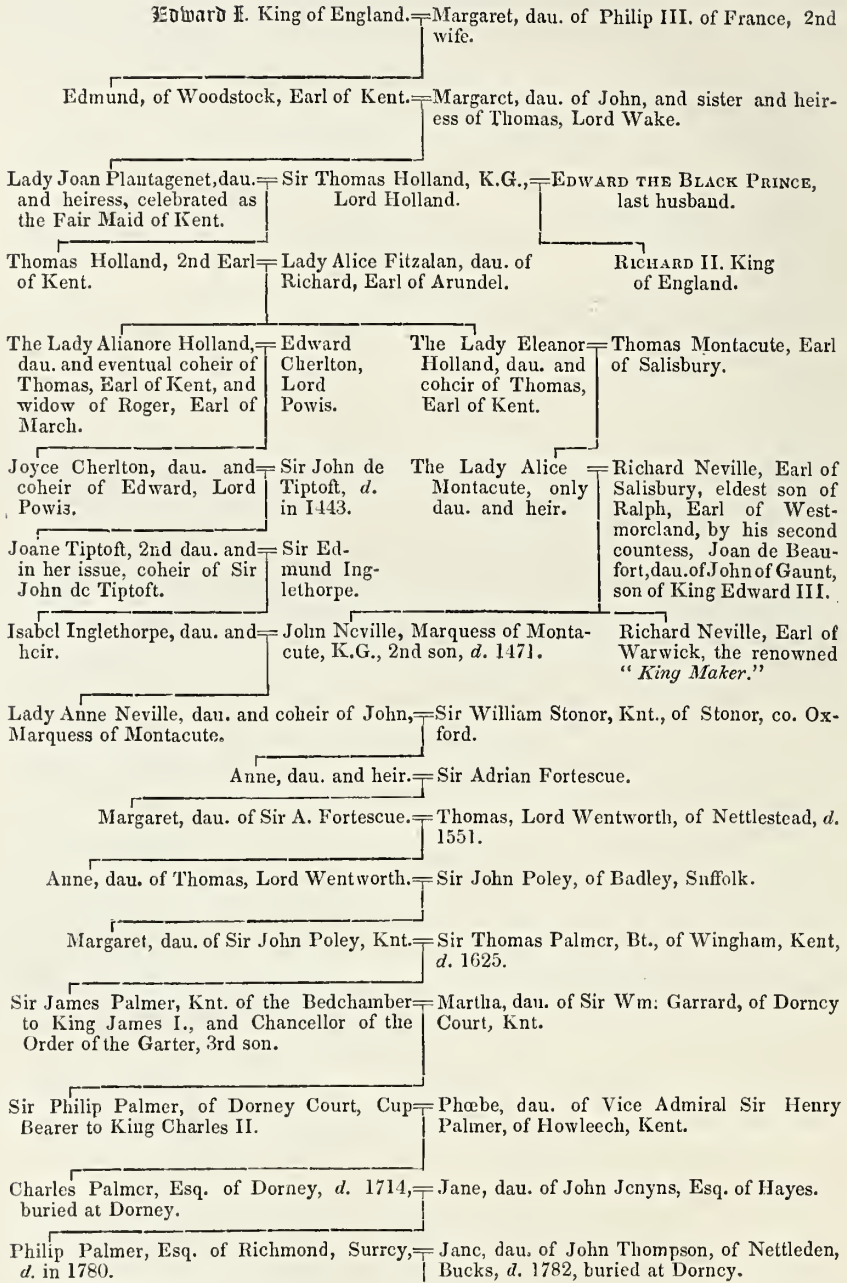 Edward I. King of England.=Margaret, dau. of Philip III. of France, 2nd
wife.
Edmund, of Woodstock, Earl of Kent.=Margaret, dau. of John, and sister and heir-
ess of Thomas, Lord Wake.
Lady Joan Plantagenet, dau.
and heiress, celebrated as
the Fair Maid of Kent.
=Sir Thomas Holland, K.G.,
Lord Holland.
=EDWARD THE BLACK PRINCE,
last husband.
Thomas Holland, 2nd Earl
of Kent.
=Lady Alice Fitzalan, dau. of
Richard, Earl of Arundel.
RICHARD II. King
of England.
The Lady Alianore Holland,
dau. and eventual coheir of
Thomas, Earl of Kent, and
widow of Roger, Earl of
March.
=Edward
Cherlton,
Lord
Powis.
The Lady Eleanor
Holland, dau. and
coheir of Thomas,
Earl of Kent.
=Thomas Montacute, Earl
of Salisbury.
Joyce Cherlton, dau. and
coheir of Edward, Lord
Powis.
=Sir John de
Tiptoft, d.
in 1443.
The Lady Alice
Montacute, only
dau. and heir.
=Richard Neville, Earl of
Salisbury, eldest son of
Ralph, Earl of West-
morcland, by his second
countess, Joan de Beau-
fort, dau. of John of Gaunt,
son of King Edward III.
Joane Tiptoft, 2nd dau. and
in her issue, coheir of Sir
John de Tiptoft.
=Sir Ed-
mund Ing-
lethorpe.
Isabel Inglethorpe, dau. and
heir.
=John Neville, Marquess of Monta-
cute, K.G., 2nd son, d. 1471.
Richard Neville, Earl of
Warwick, the renowned
"King Maker."
Lady Anne Neville, dau. and coheir of John,
Marquess of Montacute.
=Sir William Stonor, Knt., of Stonor, co. Ox-
ford.
Anne, dau. and heir.=Sir Adrian Fortescue.
Margaret, dau. of Sir A. Fortescue.=Thomas, Lord Wentworth, of Nettlestead, d.
1551.
Anne, dau. of Thomas, Lord Wentworth.=Sir John Poley, of Badley, Suffolk.
Margaret, dau. of Sir John Poley, Knt.=Sir Thomas Palmer, Bt., of Wingham, Kent,
d. 1625.
Sir James Palmer, Knt. of the Bedchamber
to King James I., and Chancellor of the
Order of the Garter, 3rd son.
=Martha, dau. of Sir Wm: Garrard, of Dorney
Court, Knt.
Sir Philip Palmer, of Dorney Court, Cup
Bearer to King Charles II.
=Phœbe, dau. of Vice Admiral Sir Henry
Palmer, of Howleech, Kent.
Charles Palmer, Esq. of Dorney, d. 1714,
buried at Dorney.
=Jane, dau. of John Jenyns, Esq. of Hayes.
Philip Palmer, Esq. of Richmond, Surrey,
d. in 1780.
=Jane, dau. of John Thompson, of Nettleden,
Bucks, d. 1782, buried at Dorney.